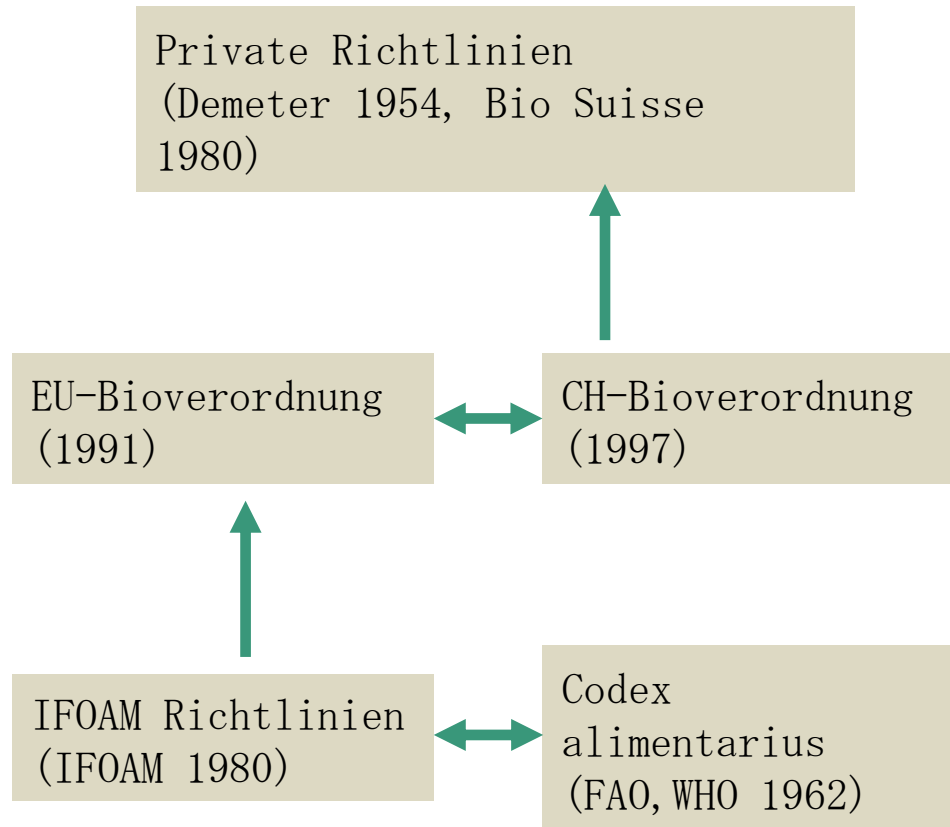 Private Richtlinien
(Demeter 1954, Bio Suisse
1980)
EU-Bioverordnung
(1991)
CH-Bioverordnung
(1997)
IFOAM Richtlinien
(IFOAM 1980)
Codex
alimentarius
(FAO,WHO 1962)